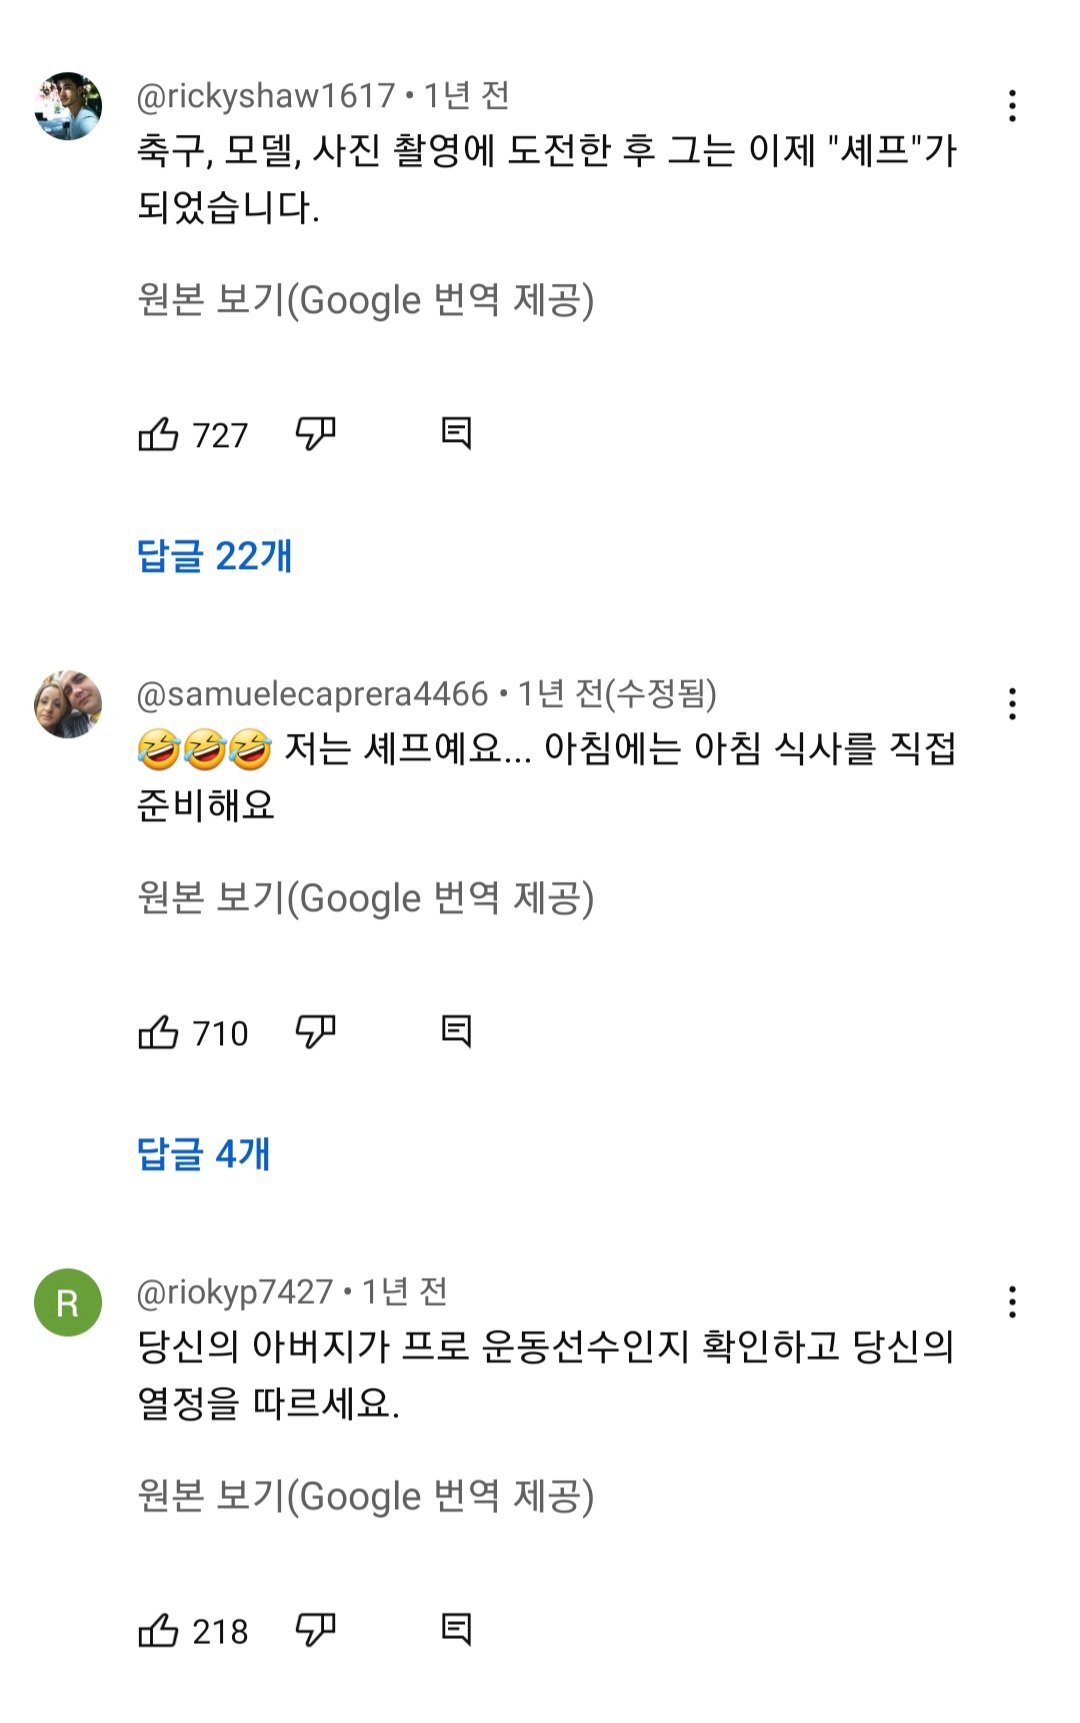 @rickyshaw1617 • 1년 전
축구, 모델, 사진 촬영에 도전한 후 그는 이제 "셰프"가
되었습니다.
원본 보기(Google 번역 제공)
727
답글 22개
@samuelecaprera4466 • 1년 전(수정됨)
🤣🤣🤣 저는 셰프예요... 아침에는 아침 식사를 직접
준비해요
원본 보기(Google 번역 제공)
710
답글 4개
R
@riokyp7427 • 1년 전
당신의 아버지가 프로 운동선수인지 확인하고 당신의
열정을 따르세요.
원본 보기(Google 번역 제공)
218